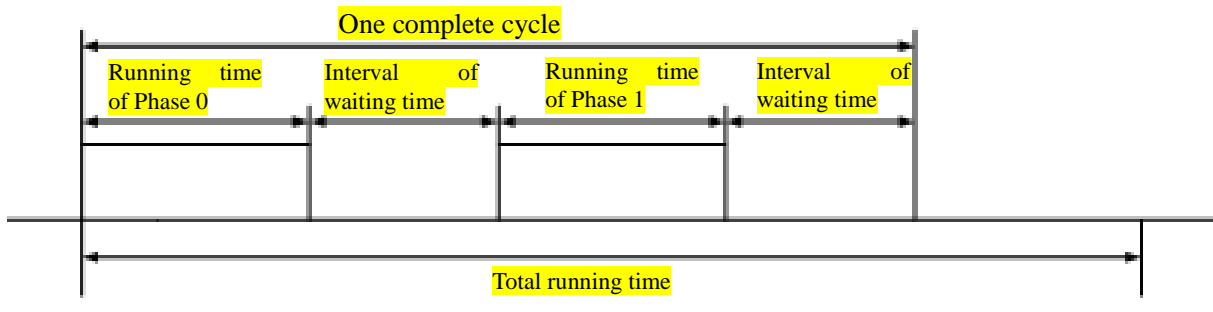 One complete cycle
Running time
of Phase 0
Interval of
waiting time
Running time
of Phase 1
Interval of
waiting time
Total running time